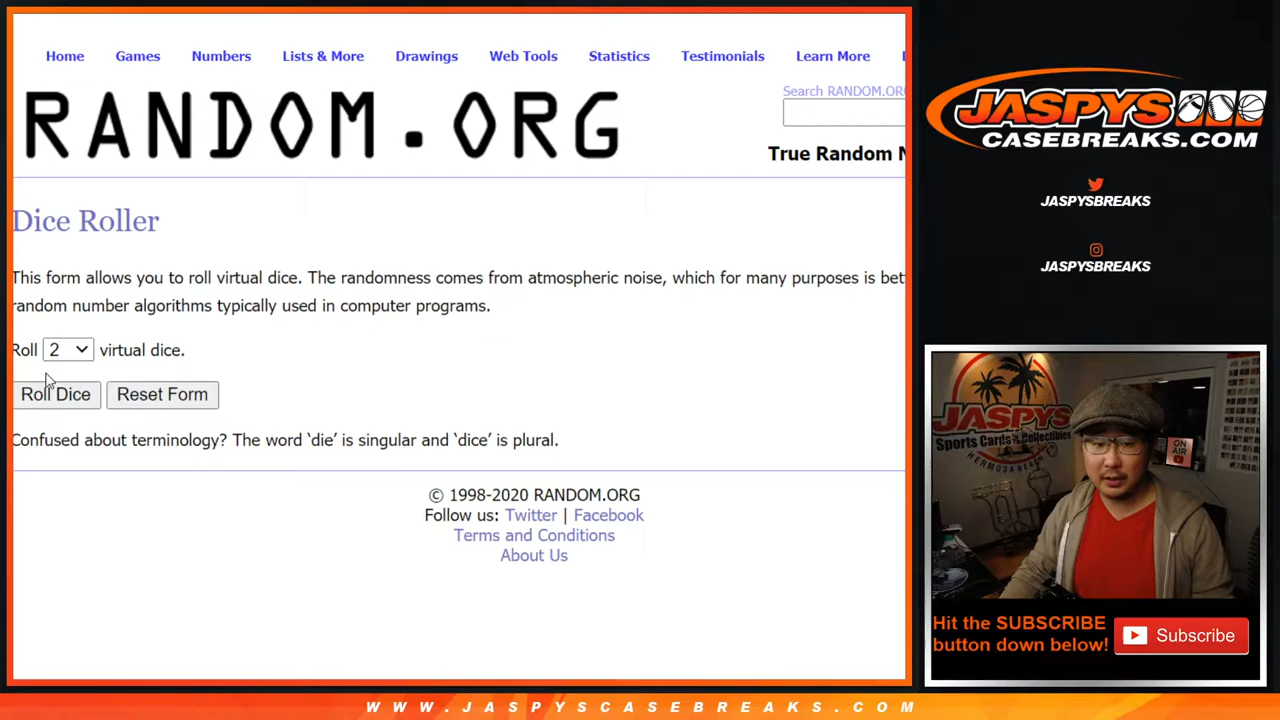 Home Games Numbers Lists & More Drawings Web Tools Statistics Testimonials Learn More
RANDOM.ORG
Search RANDOM.ORG
True Random N
Dice Roller
This form allows you to roll virtual dice. The randomness comes from atmospheric noise, which for many purposes is bet
random number algorithms typically used in computer programs.
Roll 2 virtual dice.
Roll Dice Reset Form
Confused about terminology? The word ‘die’ is singular and ‘dice’ is plural.
© 1998-2020 RANDOM.ORG
Follow us: Twitter | Facebook
Terms and Conditions
About Us
JASPYS
CASEBREAKS.COM
JASPYSBREAKS
JASPYSBREAKS
JASPYS
Sports Cards & Collectibles
HERMOSA BEACH
ON AIR
Hit the SUBSCRIBE
button down below!
Subscribe
WWW.JASPYSCASEBREAKS.COM